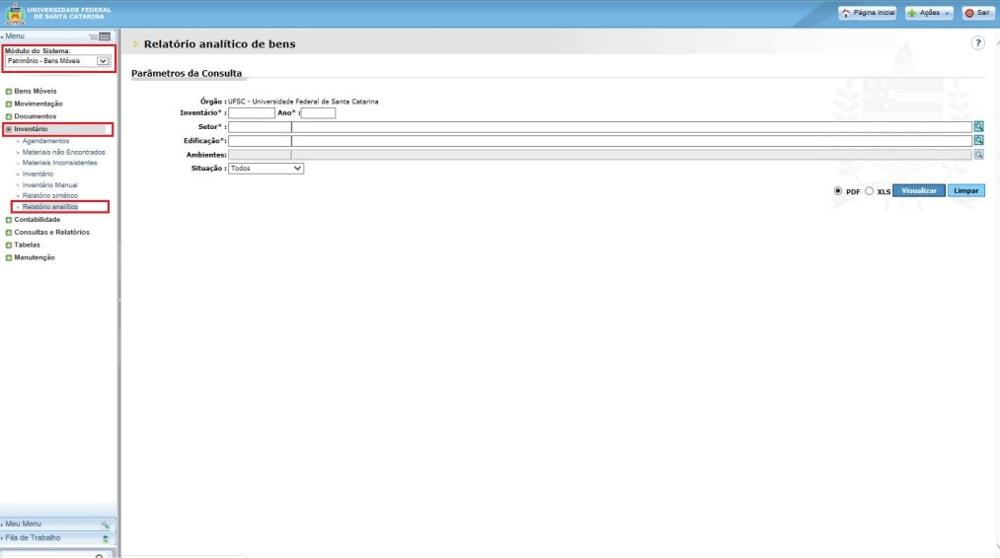 UNIVERSIDADE FEDERAL
DE SANTA CATARINA
Página inicial
Ações
Sair
Menu
Módulo do Sistema:
Patrimônio - Bens Móveis
Bens Móveis
Movimentação
Documentos
Inventário
Agendamentos
Materiais não Encontrados
Materiais Inconsistentes
Inventário
Inventário Manual
Relatório sintético
Relatório analítico
Contabilidade
Consultas e Relatórios
Tabelas
Manutenção
Meu Menu
Fila de Trabalho
Relatório analítico de bens
?
Parâmetros da Consulta
Órgão : UFSC - Universidade Federal de Santa Catarina
Inventário* : Ano* :
Setor* :
Edificação*:
Ambientes:
Situação : Todos
PDF XLS Visualizar Limpar